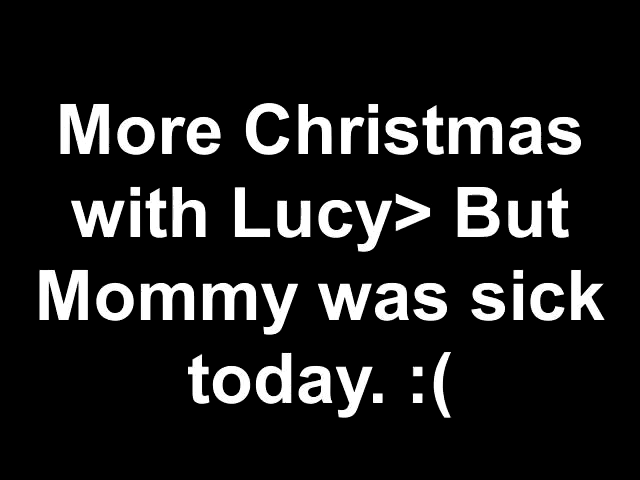 More Christmas
with Lucy> But
Mommy was sick
today. :(